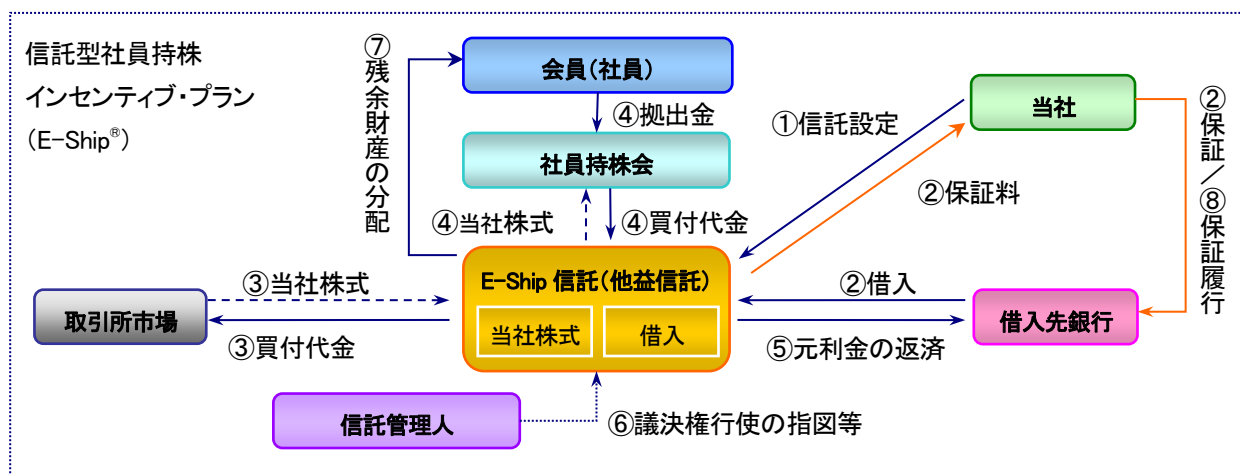 信託型社員持株
インセンティブ・プラン
(E-Ship®)
⑦残余財産の分配
会員(社員)
④拠出金
社員持株会
④当社株式
④買付代金
①信託設定
②保証料
当社
②保証/⑧保証履行
E-Ship 信託(他益信託)
当社株式
借入
③当社株式
取引所市場
③買付代金
②借入
借入先銀行
⑤元利金の返済
信託管理人
⑥議決権行使の指図等